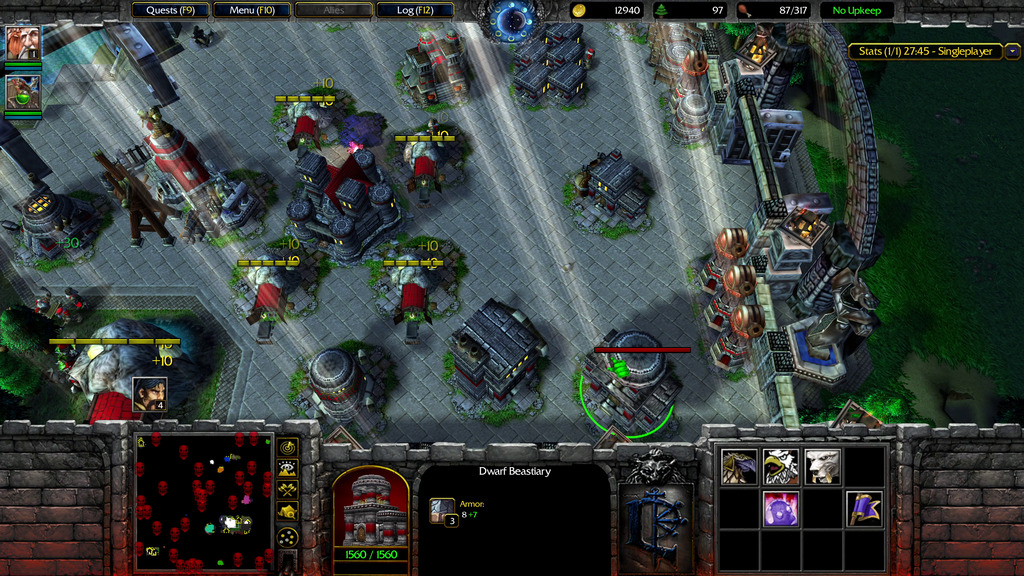 Quests (F9)
Menu (F10)
Allies
Log (F12)
12940
97
87/317
No Upkeep
Stats (1/1) 27:45 - Singleplayer
+10
10
+30
+10
10
+10
+10
4
Dwarf Beastiary
Armor:
8 +7
3
1560 / 1560